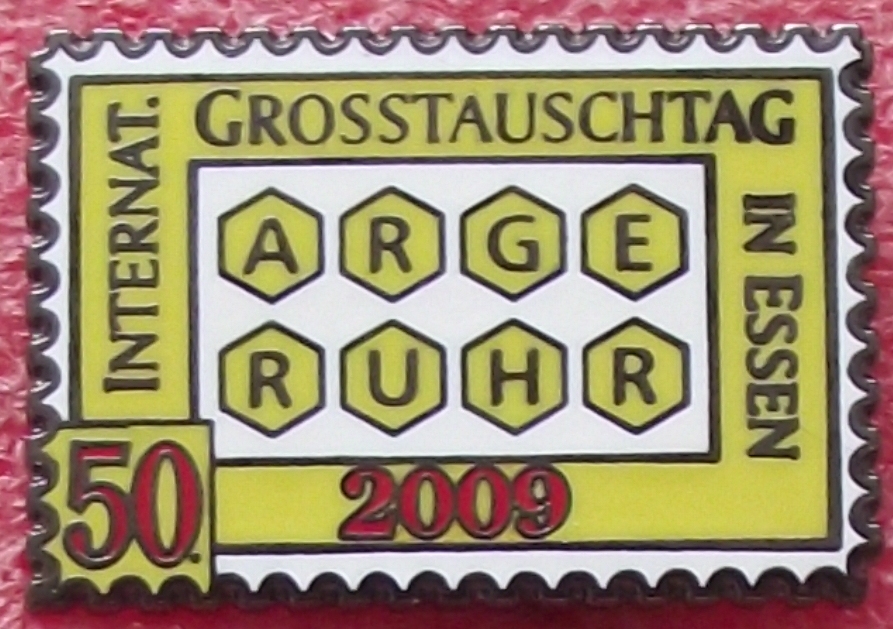 INTERNAT.
GROSSTAUSCHTAG
IN ESSEN
ARGE
RUHR
50.
2009